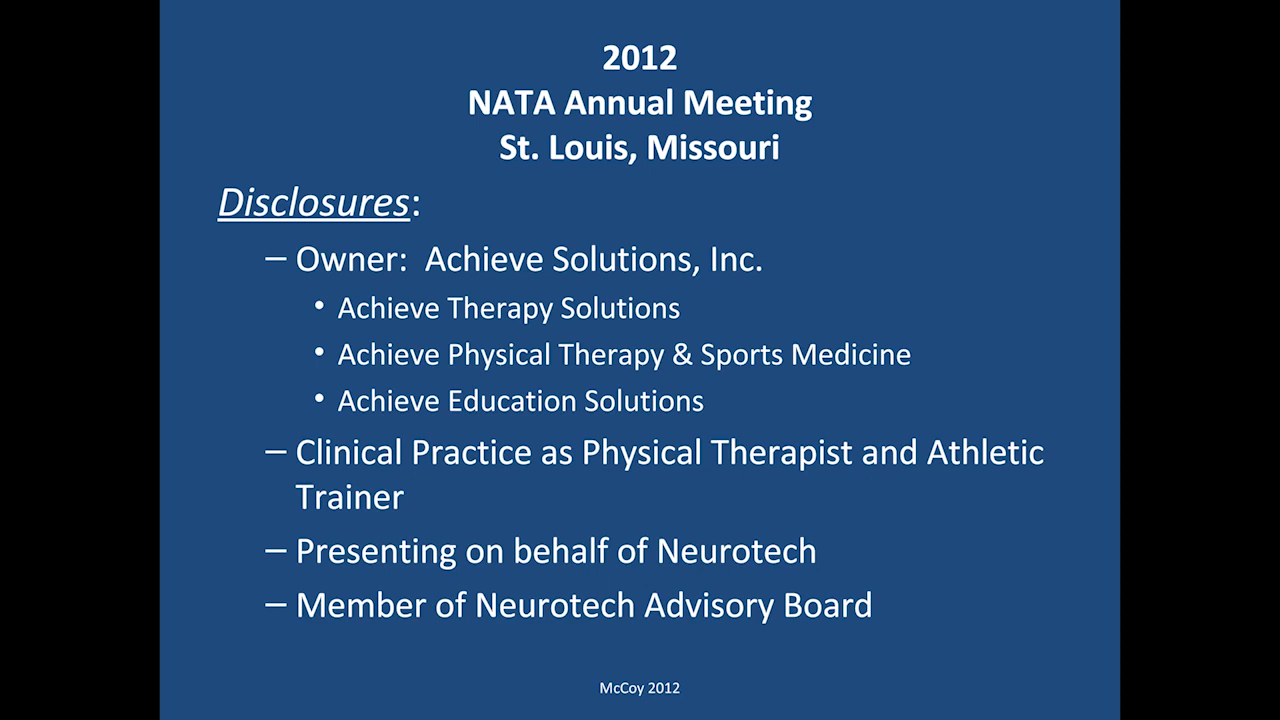 2012
NATA Annual Meeting
St. Louis, Missouri
Disclosures:
– Owner:  Achieve Solutions, Inc.
• Achieve Therapy Solutions
• Achieve Physical Therapy & Sports Medicine
• Achieve Education Solutions
– Clinical Practice as Physical Therapist and Athletic
Trainer
– Presenting on behalf of Neurotech
– Member of Neurotech Advisory Board
McCoy 2012